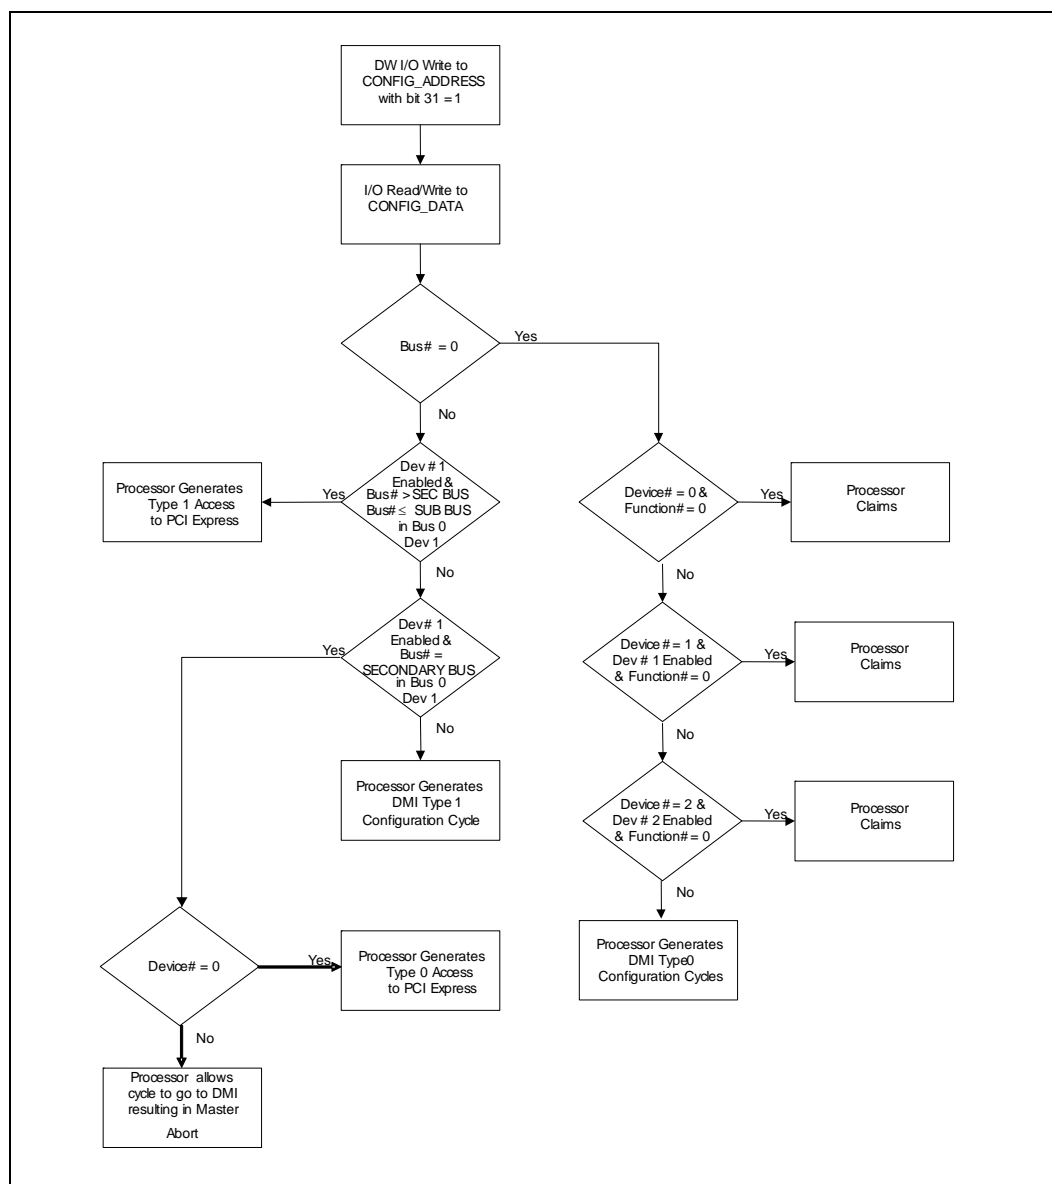 DW I/O Write to
CONFIG_ADDRESS
with bit 31 = 1
I/O Read/Write to
CONFIG_DATA
Bus# = 0
Yes
No
Dev # 1
Enabled &
Bus# > SEC BUS
Bus# ≤ SUB BUS
in Bus 0
Dev 1
Yes
Processor Generates
Type 1 Access
to PCI Express
No
Dev # 1
Enabled &
Bus# =
SECONDARY BUS
in Bus 0
Dev 1
Yes
No
Processor Generates
DMI Type 1
Configuration Cycle
Device# = 0
Yes
Processor Generates
Type 0 Access
to PCI Express
No
Processor allows
cycle to go to DMI
resulting in Master
Abort
Device# = 0 &
Function# = 0
Yes
Processor
Claims
No
Device # = 1 &
Dev # 1 Enabled
& Function# = 0
Yes
Processor
Claims
No
Device # = 2 &
Dev # 2 Enabled
& Function# = 0
Yes
Processor
Claims
No
Processor Generates
DMI Type0
Configuration Cycles